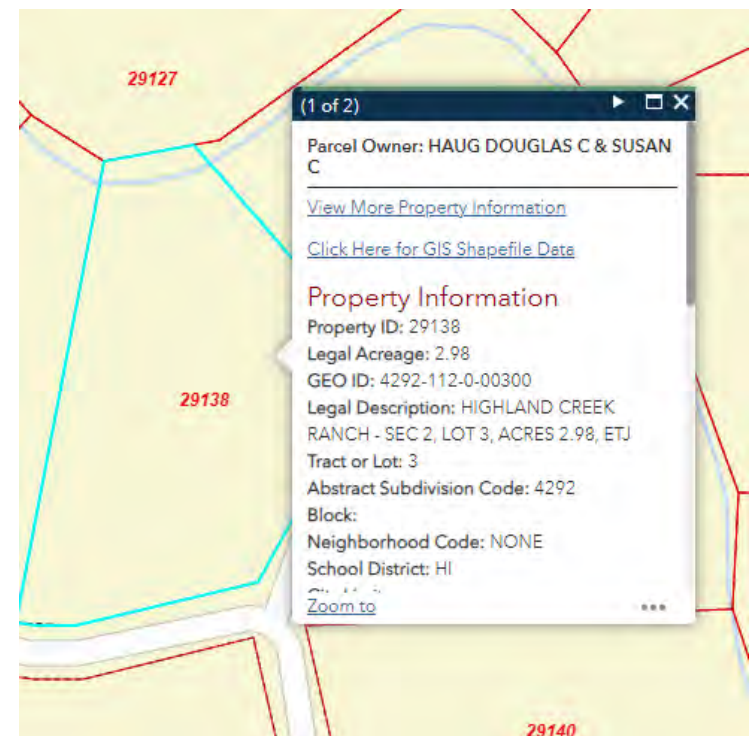 29127
(1 of 2)
Parcel Owner: HAUG DOUGLAS C & SUSAN
C
View More Property Information
Click Here for GIS Shapefile Data
Property Information
Property ID: 29138
Legal Acreage: 2.98
GEO ID: 4292-112-0-00300
Legal Description: HIGHLAND CREEK
RANCH - SEC 2, LOT 3, ACRES 2.98, ETJ
Tract or Lot: 3
Abstract Subdivision Code: 4292
Block:
Neighborhood Code: NONE
School District: HI
Zoom to
29138
29140